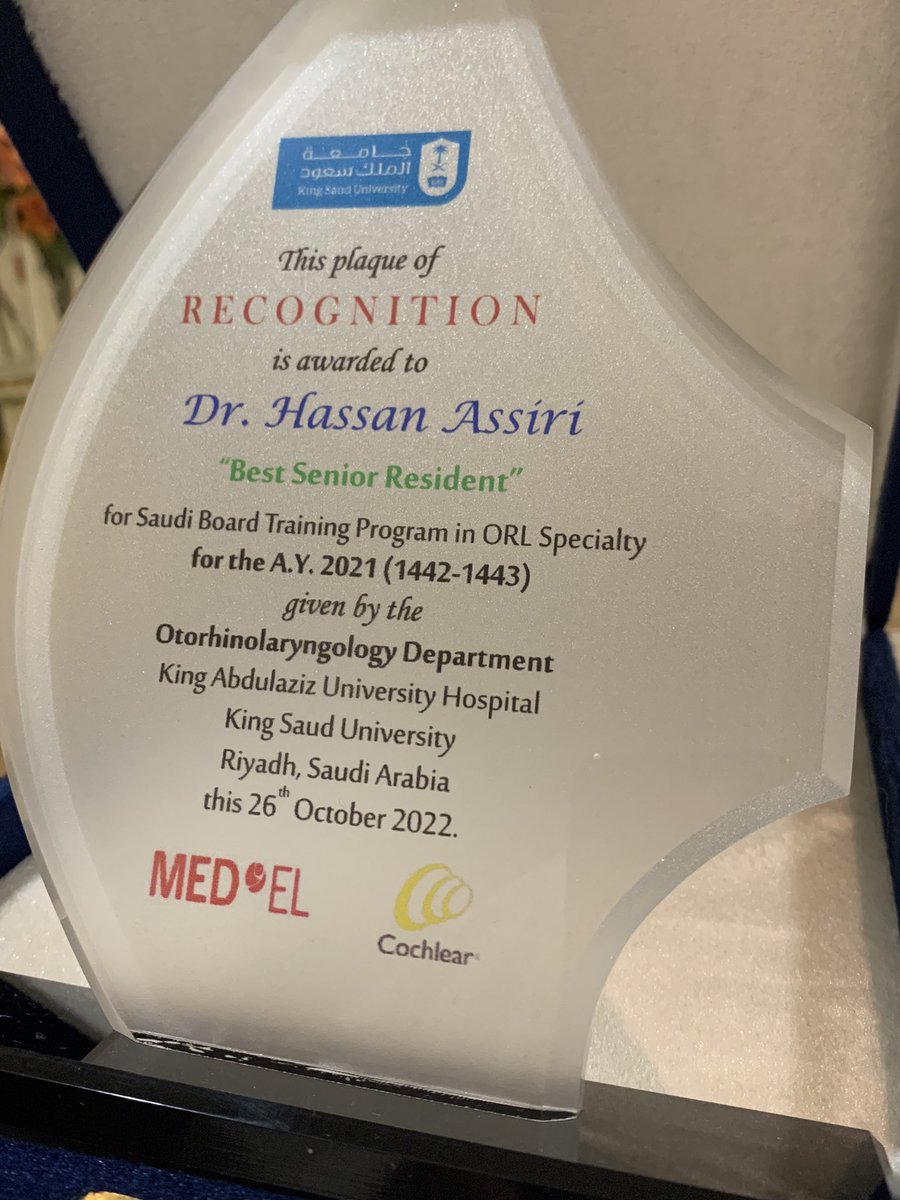 جامعة
الملك سعود
King Saud University
This plaque of
RECOGNITION
is awarded to
Dr. Hassan Assiri
"Best Senior Resident"
for Saudi Board Training Program in ORL Specialty
for the A.Y. 2021 (1442-1443)
given by the
Otorhinolaryngology Department
King Abdulaziz University Hospital
King Saud University
Riyadh, Saudi Arabia
this 26th October 2022.
MED EL
Cochlear